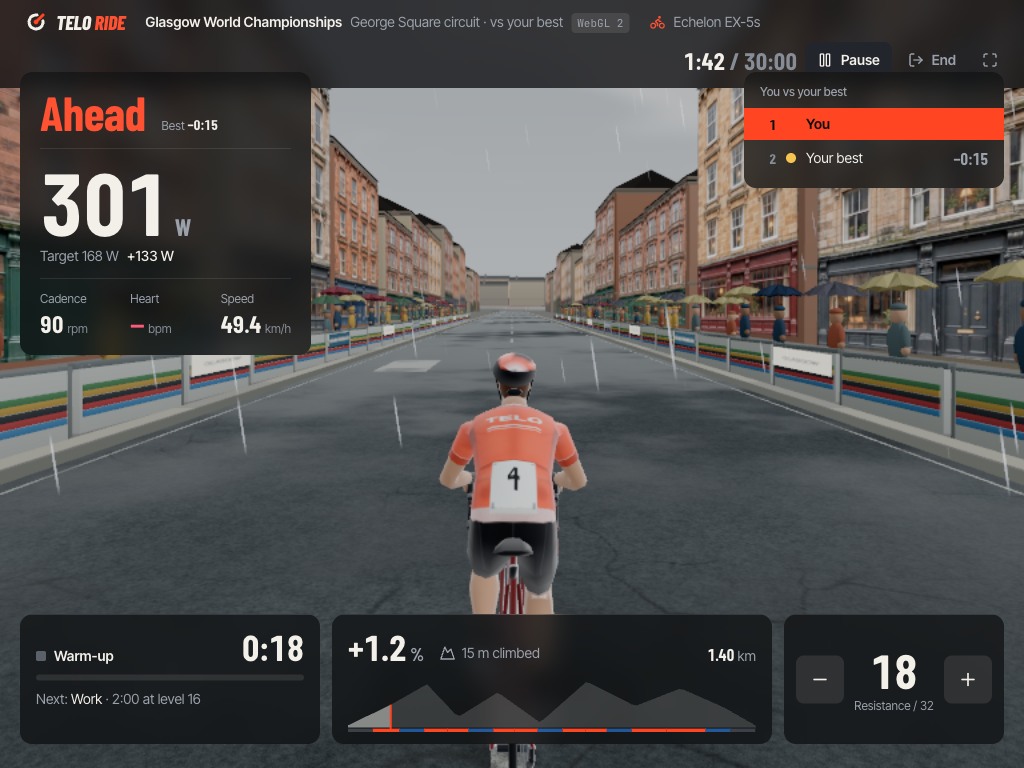 TELO RIDE Glasgow World Championships George Square circuit · vs your best WebGL 2 Echelon EX-5s
1:42 / 30:00 Pause End
Ahead Best −0:15
301 W
Target 168 W +133 W
Cadence Heart Speed
90 rpm – bpm 49.4 km/h
You vs your best
1 You
2 Your best −0:15
TELO
4
Warm-up 0:18
Next: Work · 2:00 at level 16
+1.2 % 15 m climbed 1.40 km
− 18 +
Resistance / 32